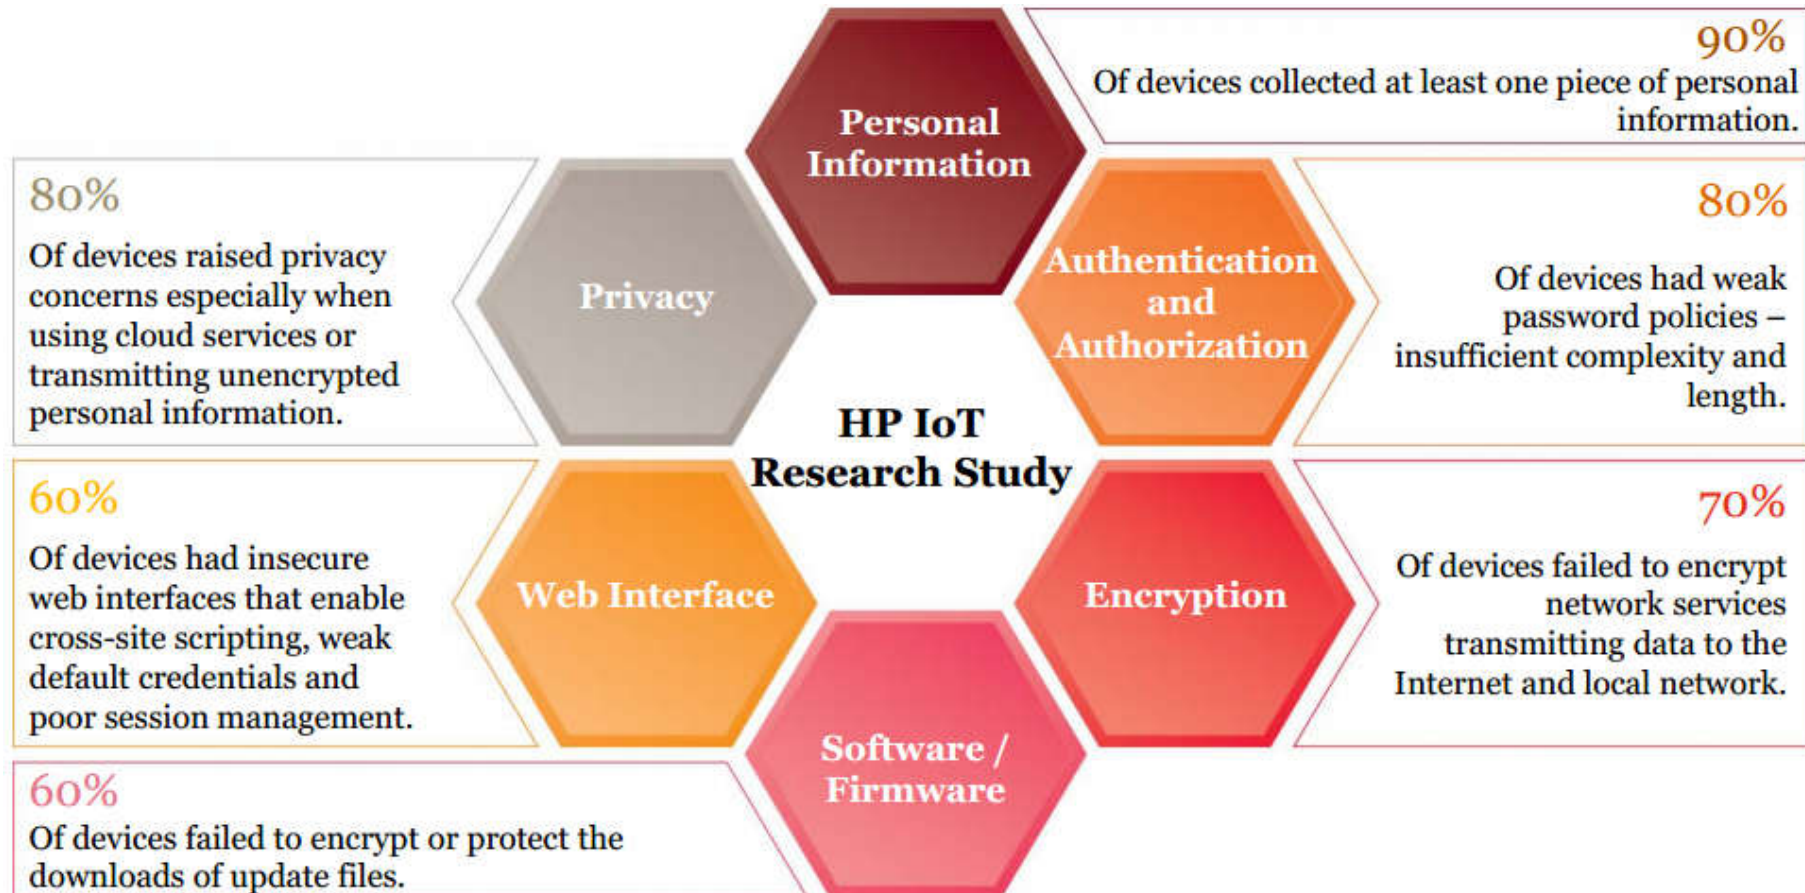 Personal
Information
90%
Of devices collected at least one piece of personal
information.
80%
Of devices raised privacy
concerns especially when
using cloud services or
transmitting unencrypted
personal information.
Privacy
Authentication
and
Authorization
80%
Of devices had weak
password policies –
insufficient complexity and
length.
HP IoT
Research Study
60%
Of devices had insecure
web interfaces that enable
cross-site scripting, weak
default credentials and
poor session management.
Web Interface
Encryption
70%
Of devices failed to encrypt
network services
transmitting data to the
Internet and local network.
Software /
Firmware
60%
Of devices failed to encrypt or protect the
downloads of update files.